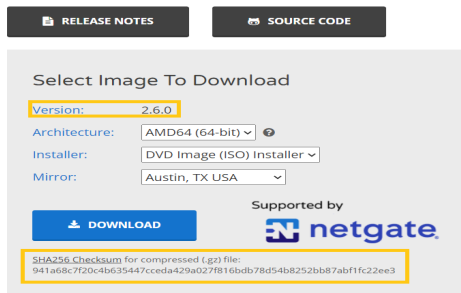 RELEASE NOTES
SOURCE CODE
Select Image To Download
Version: 2.6.0
Architecture: AMD64 (64-bit)
Installer: DVD Image (ISO) Installer
Mirror: Austin, TX USA
Supported by
DOWNLOAD
netgate.
SHA256 Checksum for compressed (.gz) file:
941a68c7f20c4b635447cceda429a027f816bdb78d54b8252bb87abf1fc22ee3